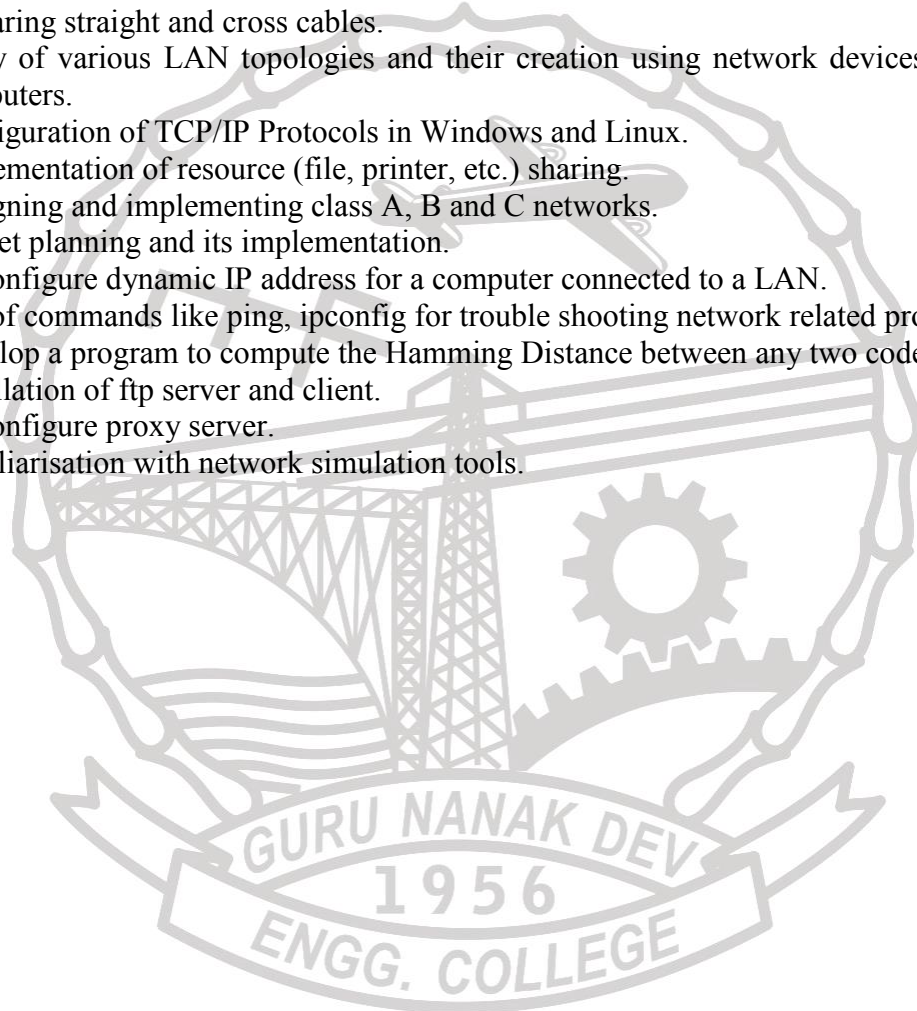 aring straight and cross cables.
y of various LAN topologies and their creation using network devices
puters.
figuration of TCP/IP Protocols in Windows and Linux.
ementation of resource (file, printer, etc.) sharing.
gning and implementing class A, B and C networks.
et planning and its implementation.
onfigure dynamic IP address for a computer connected to a LAN.
of commands like ping, ipconfig for trouble shooting network related pro
lop a program to compute the Hamming Distance between any two code
llation of ftp server and client.
onfigure proxy server.
liarisation with network simulation tools.
GURU NANAK DEV
1956
ENGG. COLLEGE